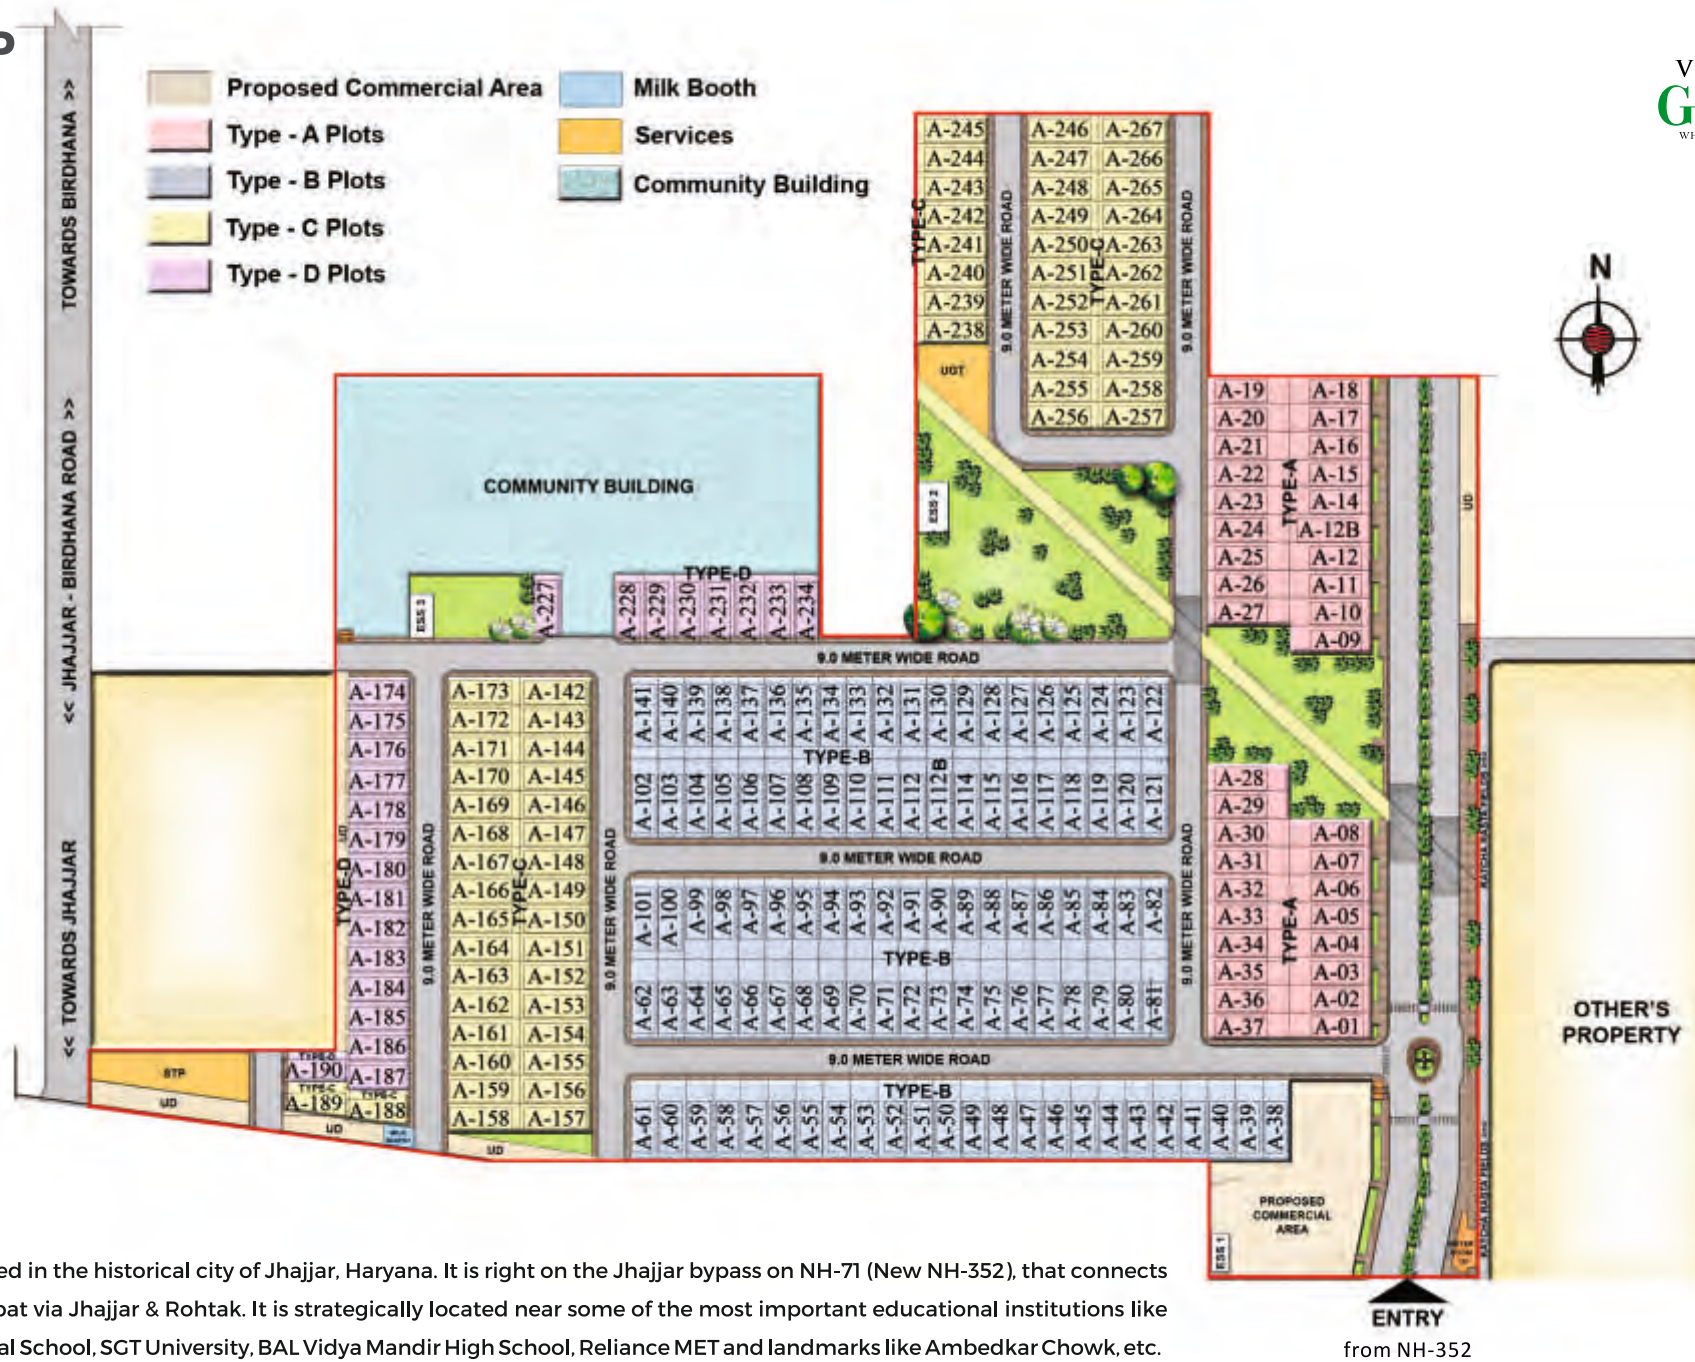 P
Proposed Commercial Area
Type - A Plots
Type - B Plots
Type - C Plots
Type - D Plots
Milk Booth
Services
Community Building
V
G
WH
N
TOWARDS BIRDHANA >>
<< JHAJJAR - BIRDHANA ROAD >>
<< TOWARDS JHAJJAR
TYPE-C
A-245
A-244
A-243
A-242
A-241
A-240
A-239
A-238
UGT
9.0 METER WIDE ROAD
A-246 A-267
A-247 A-266
A-248 A-265
A-249 A-264
A-250 A-263
A-251 A-262
A-252 A-261
A-253 A-260
A-254 A-259
A-255 A-258
A-256 A-257
TYPE-C
9.0 METER WIDE ROAD
A-19 A-18
A-20 A-17
A-21 A-16
A-22 A-15
A-23 A-14
A-24 A-12B
A-25 A-12
A-26 A-11
A-27 A-10
A-09
TYPE-A
UD
ESS 2
COMMUNITY BUILDING
ESS 3
TYPE-D
A-227
A-228 A-229 A-230 A-231 A-232 A-233 A-234
9.0 METER WIDE ROAD
A-174
A-175
A-176
A-177
A-178
A-179
A-180
A-181
A-182
A-183
A-184
A-185
A-186
A-187
UD
TYPE-D
9.0 METER WIDE ROAD
A-173 A-142
A-172 A-143
A-171 A-144
A-170 A-145
A-169 A-146
A-168 A-147
A-167 A-148
A-166 A-149
A-165 A-150
A-164 A-151
A-163 A-152
A-162 A-153
A-161 A-154
A-160 A-155
A-159 A-156
A-158 A-157
TYPE-C
UD
9.0 METER WIDE ROAD
A-141 A-140 A-139 A-138 A-137 A-136 A-135 A-134 A-133 A-132 A-131 A-130 A-129 A-128 A-127 A-126 A-125 A-124 A-123 A-122
TYPE-B
A-102 A-103 A-104 A-105 A-106 A-107 A-108 A-109 A-110 A-111 A-112 A-112B A-114 A-115 A-116 A-117 A-118 A-119 A-120 A-121
9.0 METER WIDE ROAD
A-101 A-100 A-99 A-98 A-97 A-96 A-95 A-94 A-93 A-92 A-91 A-90 A-89 A-88 A-87 A-86 A-85 A-84 A-83 A-82
TYPE-B
A-62 A-63 A-64 A-65 A-66 A-67 A-68 A-69 A-70 A-71 A-72 A-73 A-74 A-75 A-76 A-77 A-78 A-79 A-80 A-81
9.0 METER WIDE ROAD
TYPE-B
A-61 A-60 A-59 A-58 A-57 A-56 A-55 A-54 A-53 A-52 A-51 A-50 A-49 A-48 A-47 A-46 A-45 A-44 A-43 A-42 A-41 A-40 A-39 A-38
9.0 METER WIDE ROAD
A-28
A-29
A-30 A-08
A-31 A-07
A-32 A-06
A-33 A-05
A-34 A-04
A-35 A-03
A-36 A-02
A-37 A-01
TYPE-A
STP
UD
TYPE-D
A-190
TYPE-C
A-189
TYPE-C
A-188
UD
OTHER'S
PROPERTY
PROPOSED
COMMERCIAL
AREA
ESS 1
ENTRY
from NH-352
ed in the historical city of Jhajjar, Haryana. It is right on the Jhajjar bypass on NH-71 (New NH-352), that connects
pat via Jhajjar & Rohtak. It is strategically located near some of the most important educational institutions like
al School, SGT University, BAL Vidya Mandir High School, Reliance MET and landmarks like Ambedkar Chowk, etc.